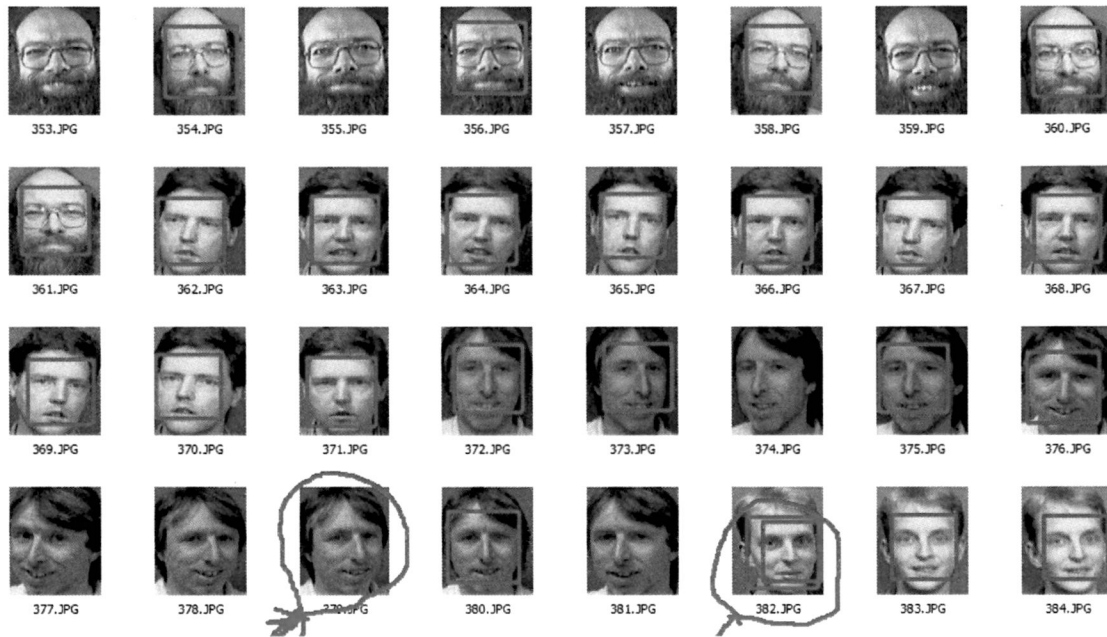 353.JPG 354.JPG 355.JPG 356.JPG 357.JPG 358.JPG 359.JPG 360.JPG
361.JPG 362.JPG 363.JPG 364.JPG 365.JPG 366.JPG 367.JPG 368.JPG
369.JPG 370.JPG 371.JPG 372.JPG 373.JPG 374.JPG 375.JPG 376.JPG
377.JPG 378.JPG 379.JPG 380.JPG 381.JPG 382.JPG 383.JPG 384.JPG